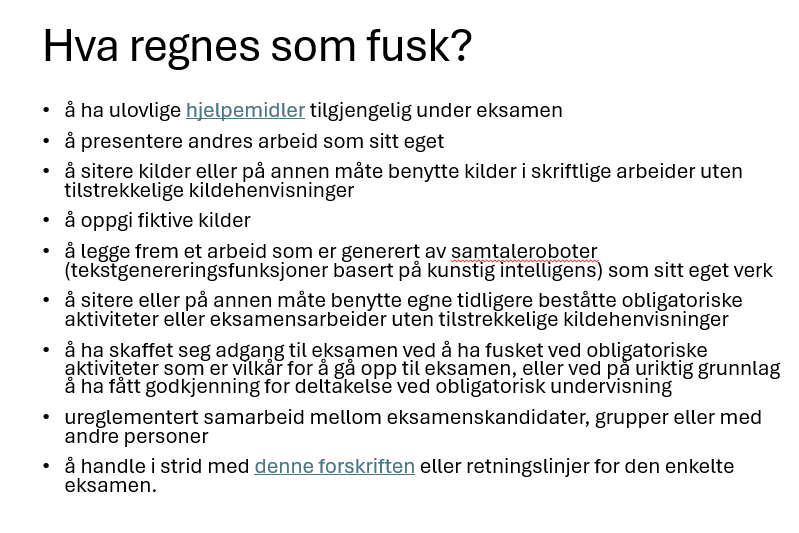 Hva regnes som fusk?
• å ha ulovlige hjelpemidler tilgjengelig under eksamen
• å presentere andres arbeid som sitt eget
• å sitere kilder eller på annen måte benytte kilder i skriftlige arbeider uten
tilstrekkelige kildehenvisninger
• å oppgi fiktive kilder
• å legge frem et arbeid som er generert av samtaleroboter
(tekstgenereringsfunksjoner basert på kunstig intelligens) som sitt eget verk
• å sitere eller på annen måte benytte egne tidligere beståtte obligatoriske
aktiviteter eller eksamensarbeider uten tilstrekkelige kildehenvisninger
• å ha skaffet seg adgang til eksamen ved å ha fusket ved obligatoriske
aktiviteter som er vilkår for å gå opp til eksamen, eller ved på uriktig grunnlag
å ha fått godkjenning for deltakelse ved obligatorisk undervisning
• ureglementert samarbeid mellom eksamenskandidater, grupper eller med
andre personer
• å handle i strid med denne forskriften eller retningslinjer for den enkelte
eksamen.